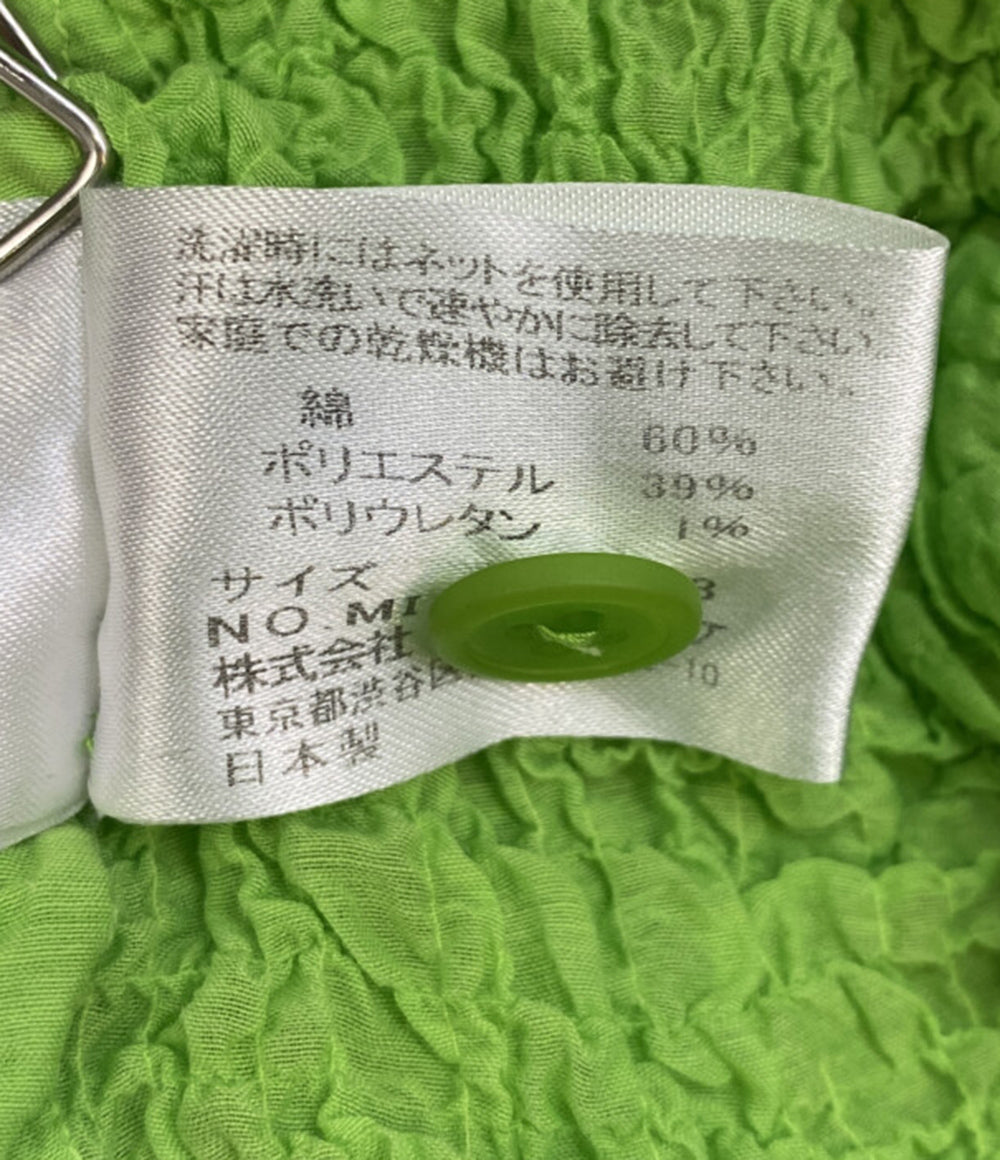 洗濯時にはネットを使用して下さい。
汗は水洗いで速やかに除去して下さい。
家庭での乾燥機はお避け下さい。
綿 60%
ポリエステル 39%
ポリウレタン 1%
サイズ 3
NO. MI
株式会社
東京都渋谷区 -10
日本製